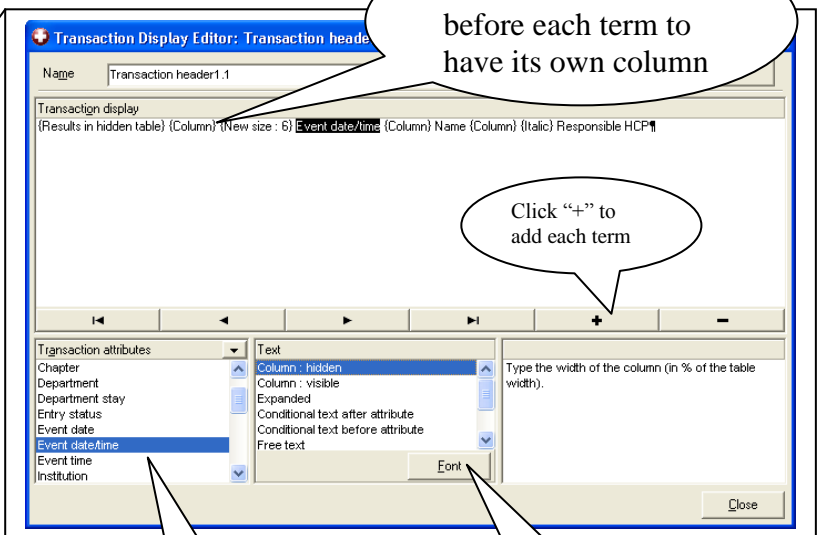 before each term to
have its own column
Transaction Display Editor: Transaction heade
Name Transaction header1.1
Transaction display
{Results in hidden table} {Column} {New size : 6} Event date/time {Column} Name {Column} {Italic} Responsible HCP¶
Click “+” to
add each term
+ −
Transaction attributes
Chapter
Department
Department stay
Entry status
Event date
Event date/time
Event time
Institution
Text
Column : hidden
Column : visible
Expanded
Conditional text after attribute
Conditional text before attribute
Free text
Font
Type the width of the column (in % of the table
width).
Close